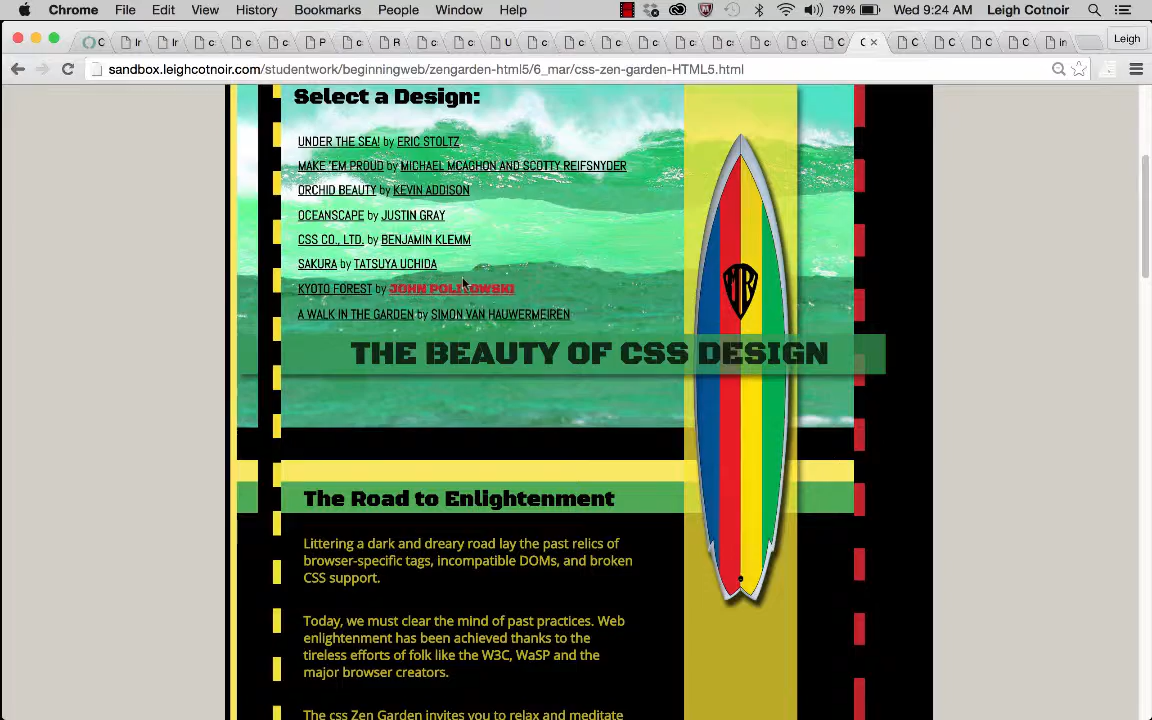 Chrome File Edit View History Bookmarks People Window Help 79% Wed 9:24 AM Leigh Cotnoir
Leigh
sandbox.leighcotnoir.com/studentwork/beginningweb/zengarden-html5/6_mar/css-zen-garden-HTML5.html
Select a Design:
UNDER THE SEA! by ERIC STOLTZ
MAKE 'EM PROUD by MICHAEL MCAGHON AND SCOTTY REIFSNYDER
ORCHID BEAUTY by KEVIN ADDISON
OCEANSCAPE by JUSTIN GRAY
CSS CO., LTD. by BENJAMIN KLEMM
SAKURA by TATSUYA UCHIDA
KYOTO FOREST by JOHN POLITOWSKI
A WALK IN THE GARDEN by SIMON VAN HAUWERMEIREN
THE BEAUTY OF CSS DESIGN
The Road to Enlightenment
Littering a dark and dreary road lay the past relics of
browser-specific tags, incompatible DOMs, and broken
CSS support.
Today, we must clear the mind of past practices. Web
enlightenment has been achieved thanks to the
tireless efforts of folk like the W3C, WaSP and the
major browser creators.
The css Zen Garden invites you to relax and meditate